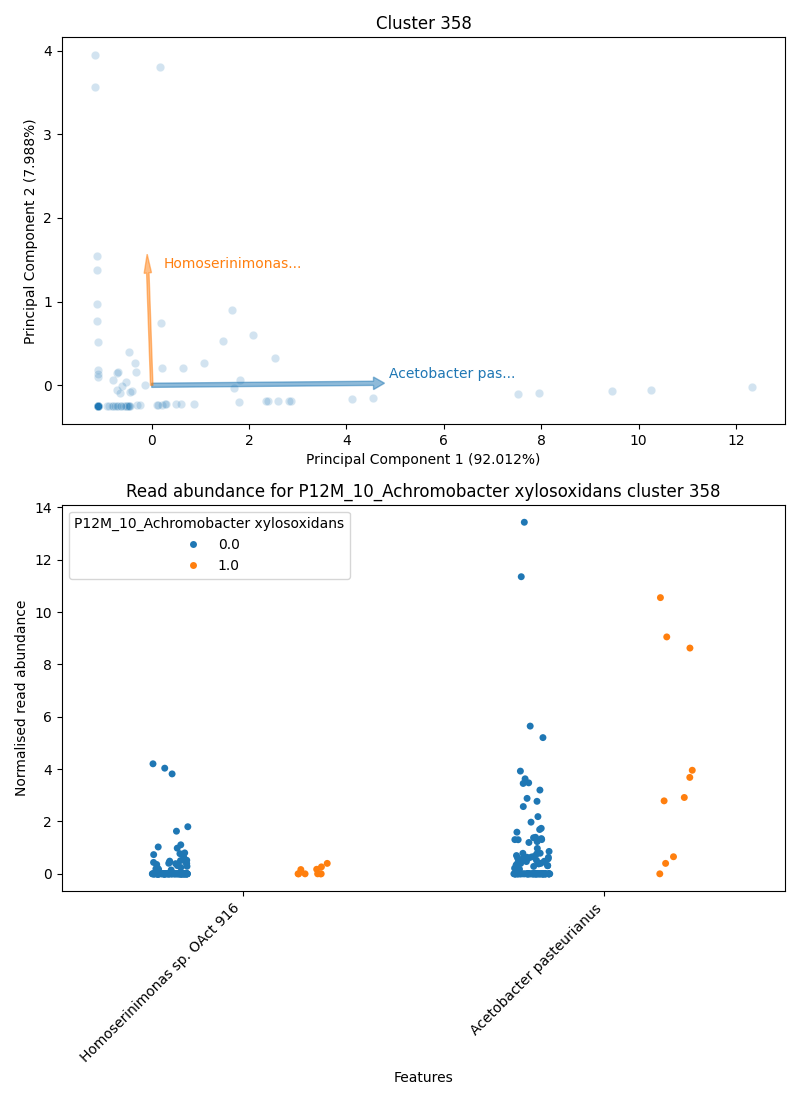 Cluster 358
4
3
2
1
0
Principal Component 2 (7.988%)
Homoserinimonas...
Acetobacter pas...
0 2 4 6 8 10 12
Principal Component 1 (92.012%)
Read abundance for P12M_10_Achromobacter xylosoxidans cluster 358
P12M_10_Achromobacter xylosoxidans
0.0
1.0
14
12
10
8
6
4
2
0
Normalised read abundance
Homoserinimonas sp. OAct 916
Acetobacter pasteurianus
Features